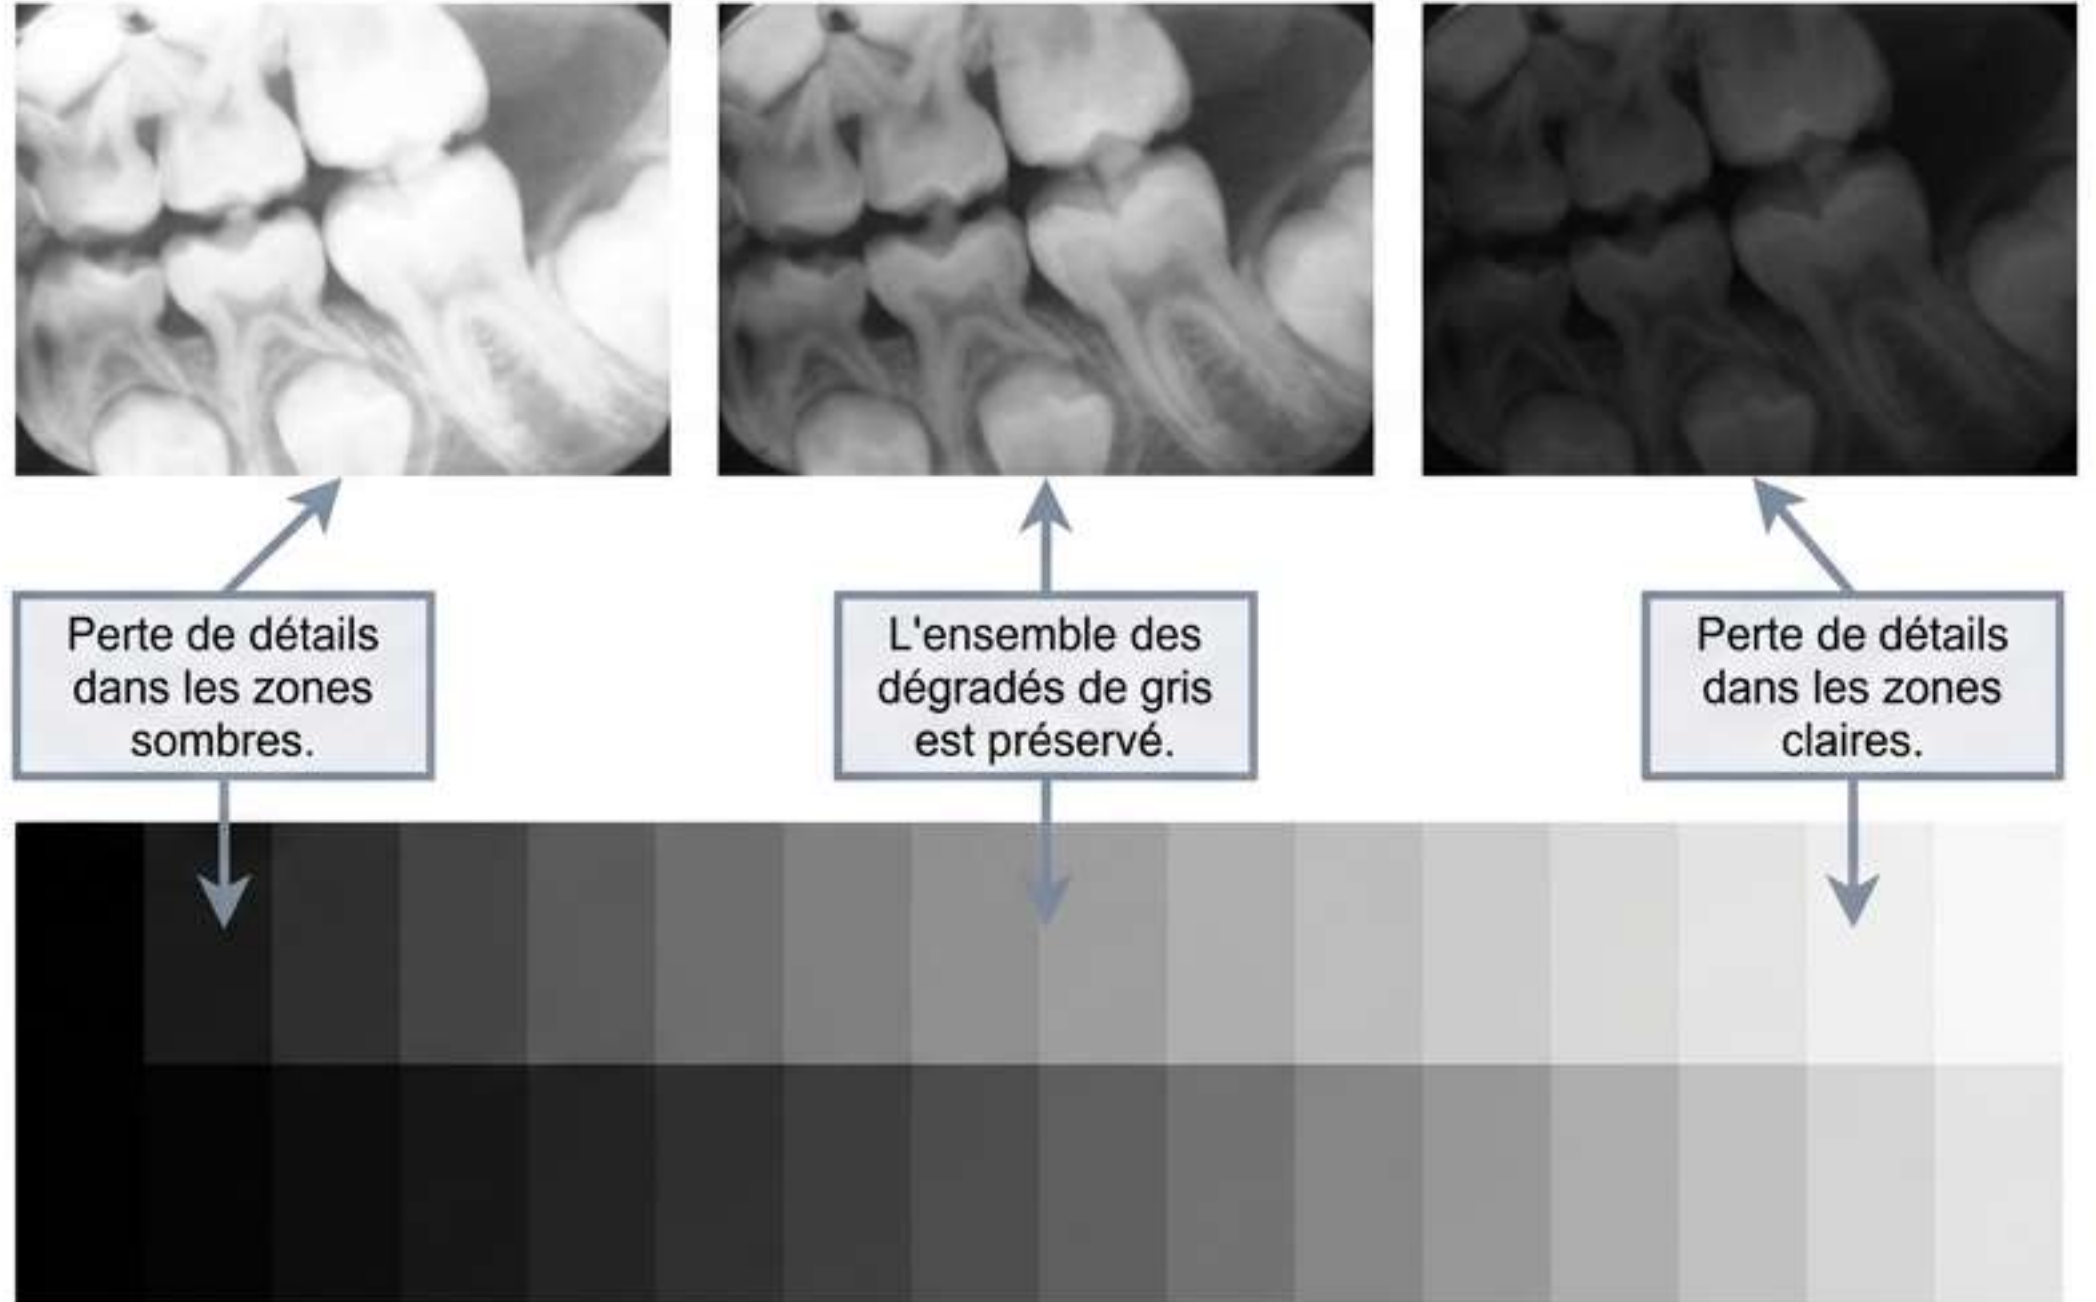 Perte de détails
dans les zones
sombres.
L'ensemble des
dégradés de gris
est préservé.
Perte de détails
dans les zones
claires.